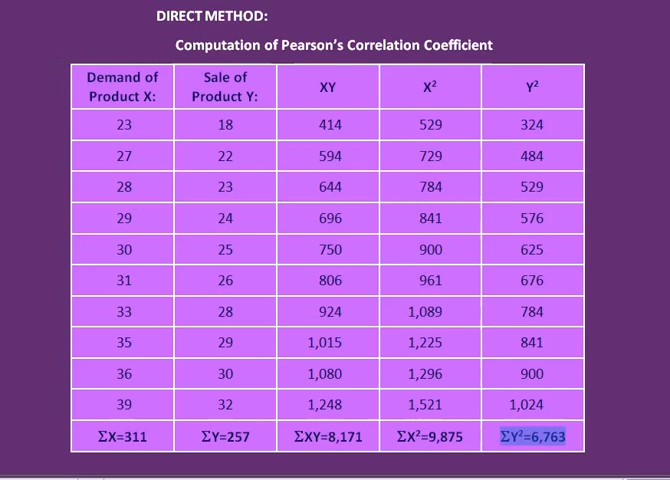 DIRECT METHOD:
Computation of Pearson’s Correlation Coefficient
Demand of Product X: Sale of Product Y: XY X² Y²
23 18 414 529 324
27 22 594 729 484
28 23 644 784 529
29 24 696 841 576
30 25 750 900 625
31 26 806 961 676
33 28 924 1,089 784
35 29 1,015 1,225 841
36 30 1,080 1,296 900
39 32 1,248 1,521 1,024
ΣX=311 ΣY=257 ΣXY=8,171 ΣX²=9,875 ΣY²=6,763